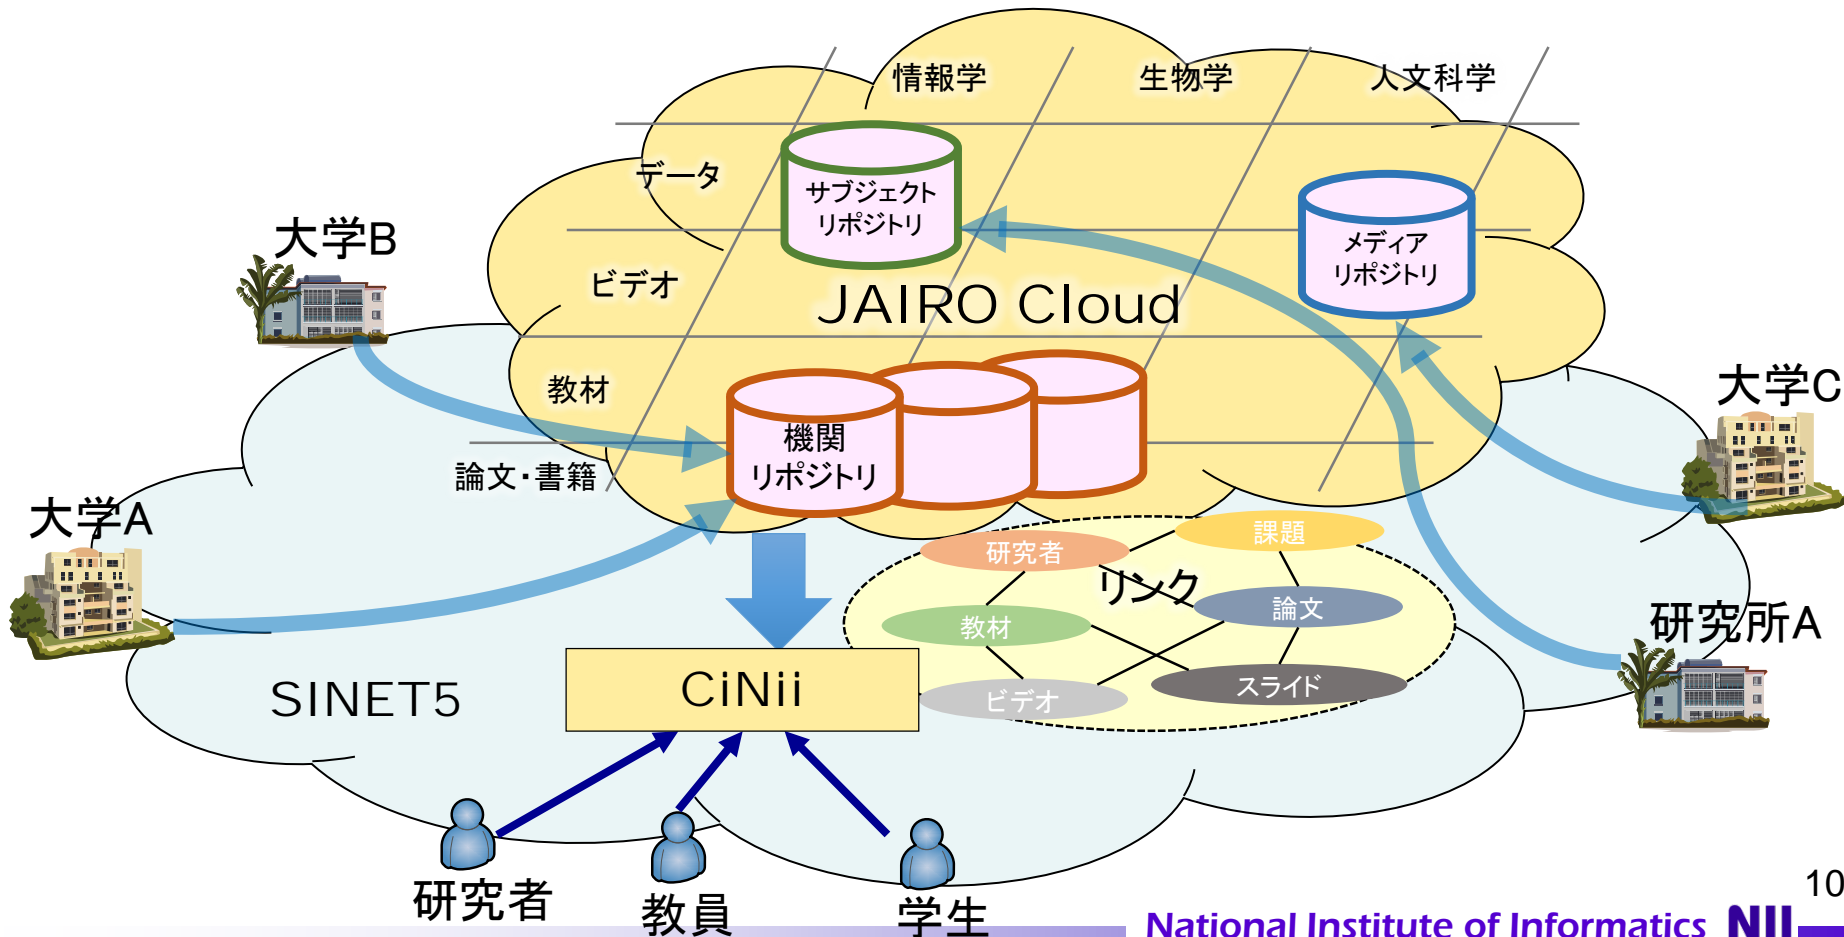 情報学
生物学
人文科学
データ
サブジェクト
リポジトリ
大学B
メディア
リポジトリ
ビデオ
JAIRO Cloud
教材
大学C
機関
リポジトリ
論文・書籍
大学A
研究者
課題
リンク
論文
教材
研究所A
スライド
ビデオ
CiNii
SINET5
研究者
教員
学生
10
National Institute of Informatics
NII